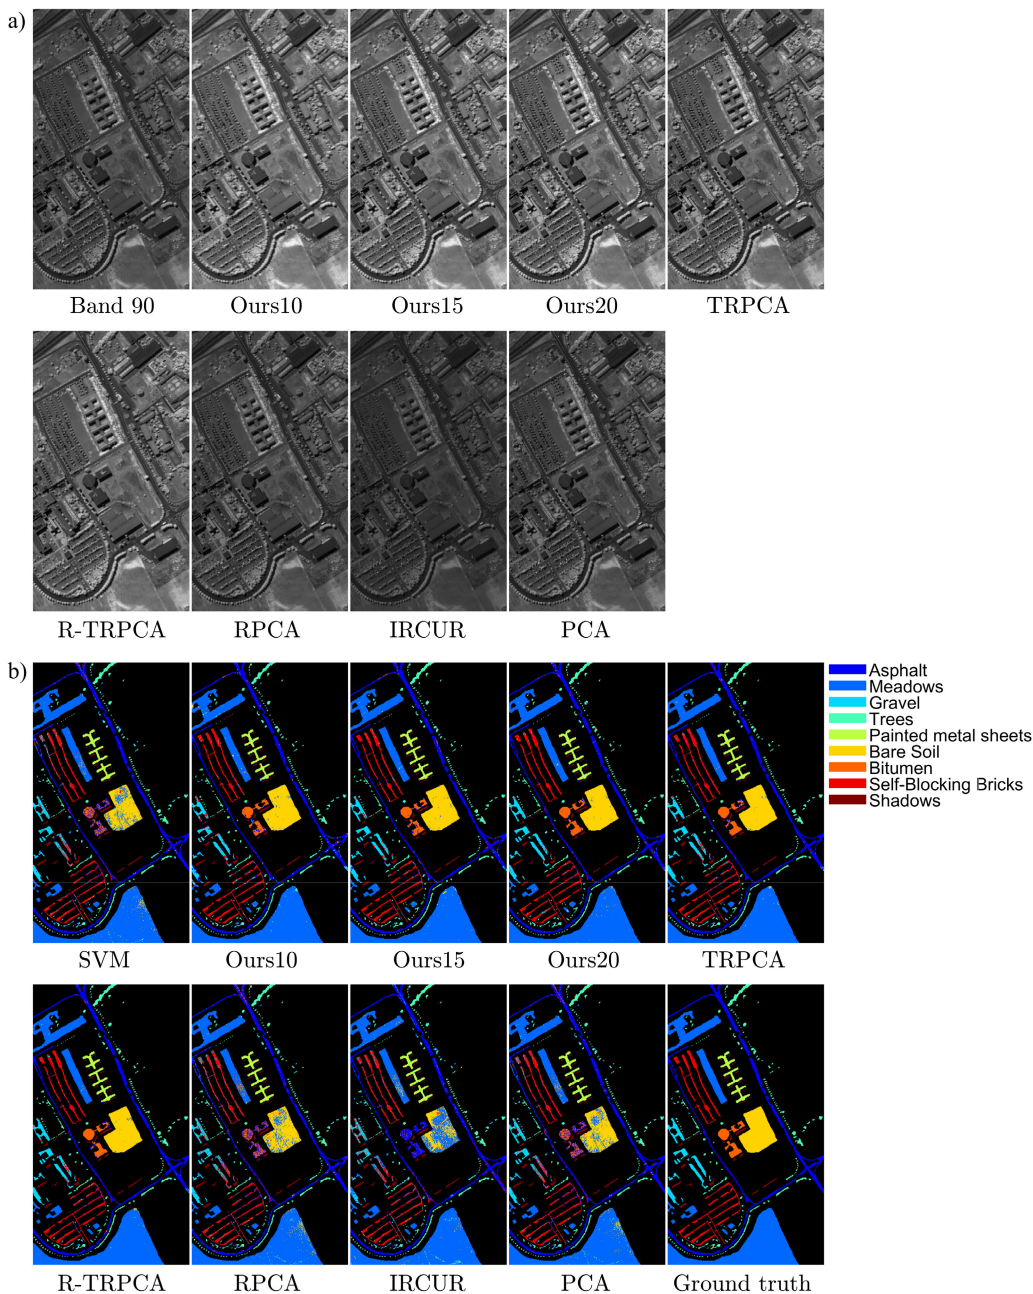 a)
Band 90 Ours10 Ours15 Ours20 TRPCA
R-TRPCA RPCA IRCUR PCA
b)
Asphalt
Meadows
Gravel
Trees
Painted metal sheets
Bare Soil
Bitumen
Self-Blocking Bricks
Shadows
SVM Ours10 Ours15 Ours20 TRPCA
R-TRPCA RPCA IRCUR PCA Ground truth